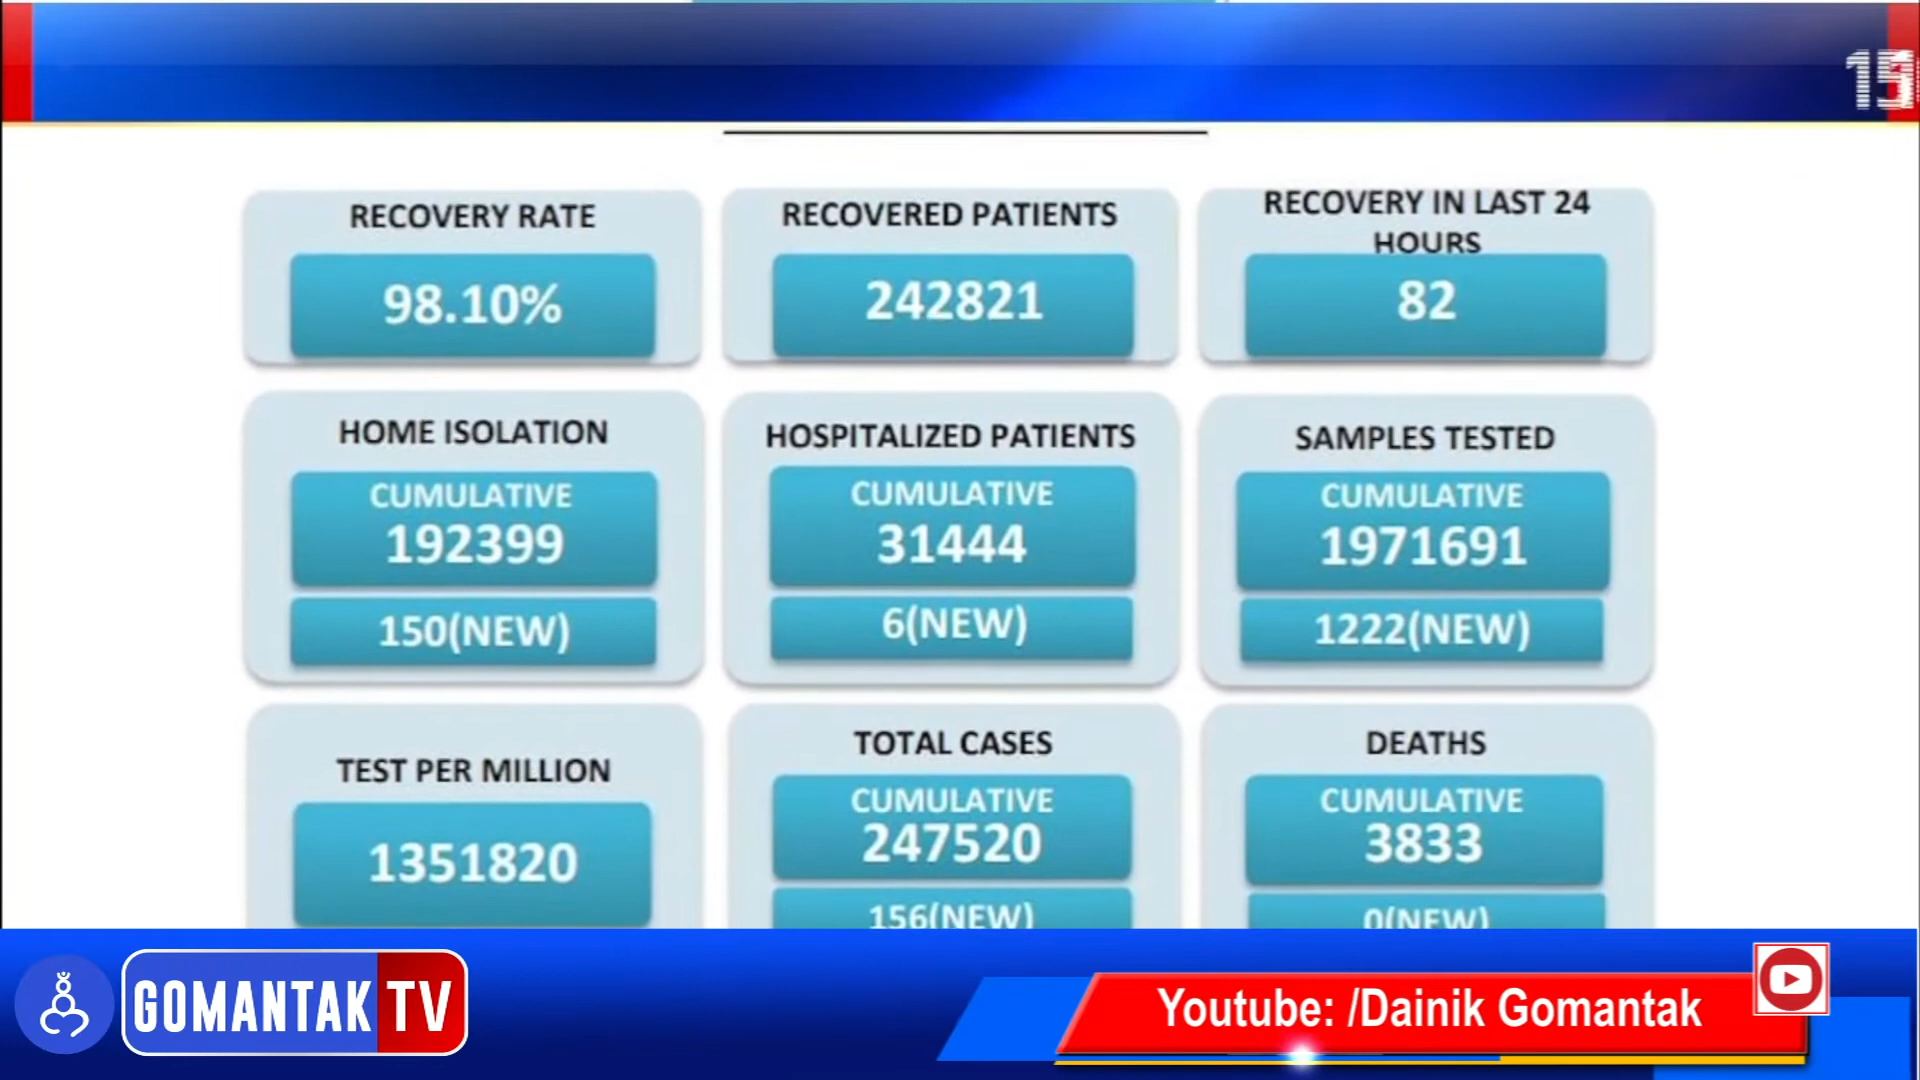 15
RECOVERY RATE
98.10%
RECOVERED PATIENTS
242821
RECOVERY IN LAST 24
HOURS
82
HOME ISOLATION
CUMULATIVE
192399
150(NEW)
HOSPITALIZED PATIENTS
CUMULATIVE
31444
6(NEW)
SAMPLES TESTED
CUMULATIVE
1971691
1222(NEW)
TEST PER MILLION
1351820
TOTAL CASES
CUMULATIVE
247520
156(NEW)
DEATHS
CUMULATIVE
3833
0(NEW)
GOMANTAK TV
Youtube: /Dainik Gomantak